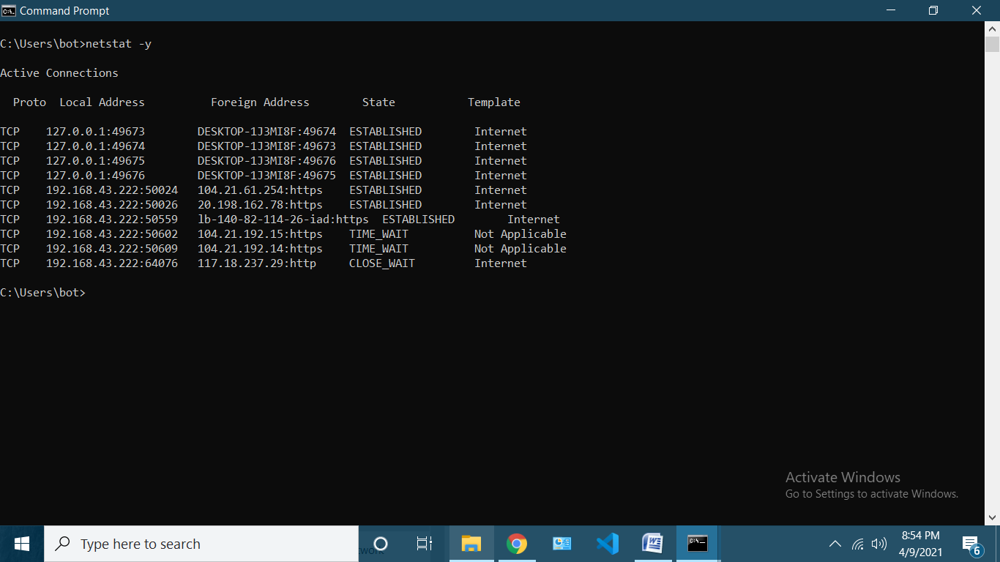 Command Prompt
C:\Users\bot>netstat -y
Active Connections
Proto  Local Address          Foreign Address        State           Template
TCP    127.0.0.1:49673        DESKTOP-1J3MI8F:49674  ESTABLISHED        Internet
TCP    127.0.0.1:49674        DESKTOP-1J3MI8F:49673  ESTABLISHED        Internet
TCP    127.0.0.1:49675        DESKTOP-1J3MI8F:49676  ESTABLISHED        Internet
TCP    127.0.0.1:49676        DESKTOP-1J3MI8F:49675  ESTABLISHED        Internet
TCP    192.168.43.222:50024   104.21.61.254:https    ESTABLISHED        Internet
TCP    192.168.43.222:50026   20.198.162.78:https    ESTABLISHED        Internet
TCP    192.168.43.222:50559   lb-140-82-114-26-iad:https  ESTABLISHED        Internet
TCP    192.168.43.222:50602   104.21.192.15:https    TIME_WAIT          Not Applicable
TCP    192.168.43.222:50609   104.21.192.14:https    TIME_WAIT          Not Applicable
TCP    192.168.43.222:64076   117.18.237.29:http     CLOSE_WAIT         Internet
C:\Users\bot>
Activate Windows
Go to Settings to activate Windows.
Type here to search
8:54 PM
4/9/2021
6